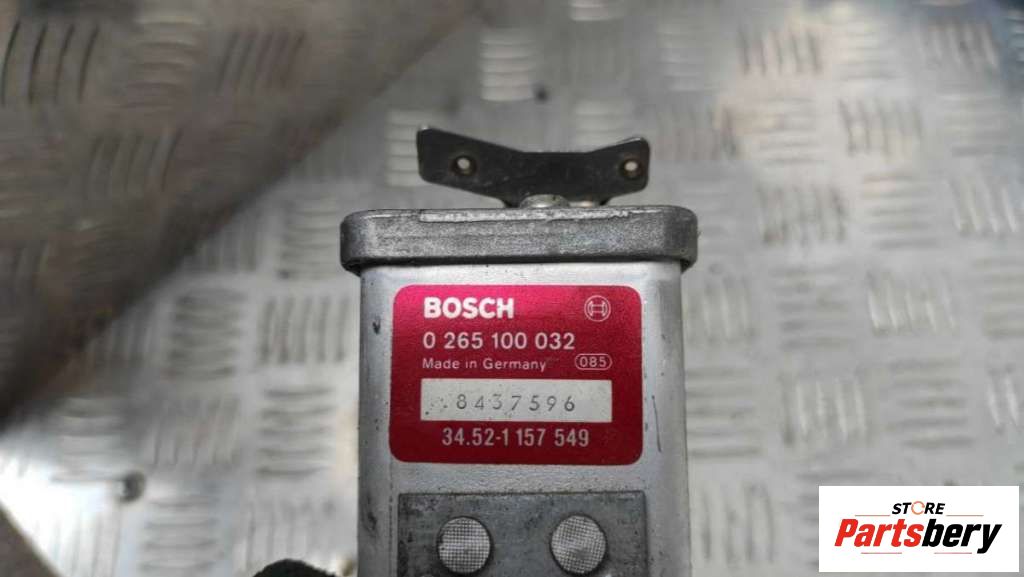 BOSCH
0 265 100 032
Made in Germany 085
8437596
34.52-1 157 549
STORE
Partsbery